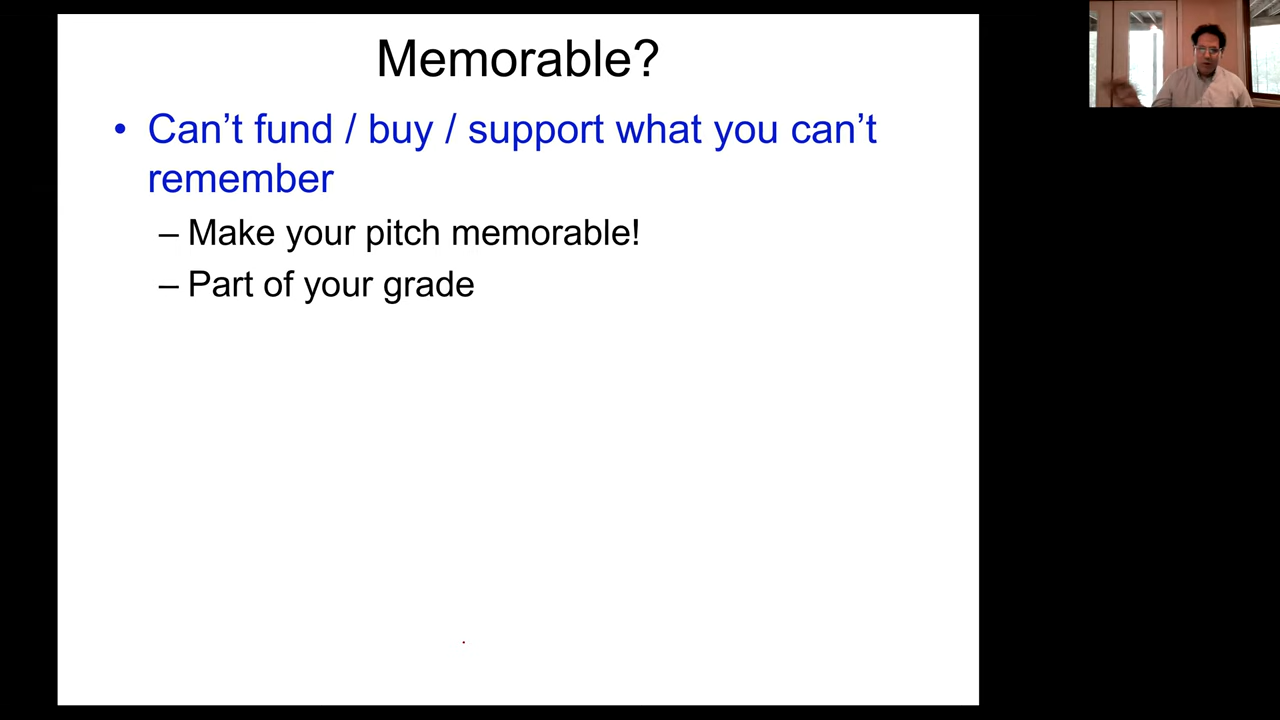 Memorable?
• Can’t fund / buy / support what you can’t
remember
– Make your pitch memorable!
– Part of your grade